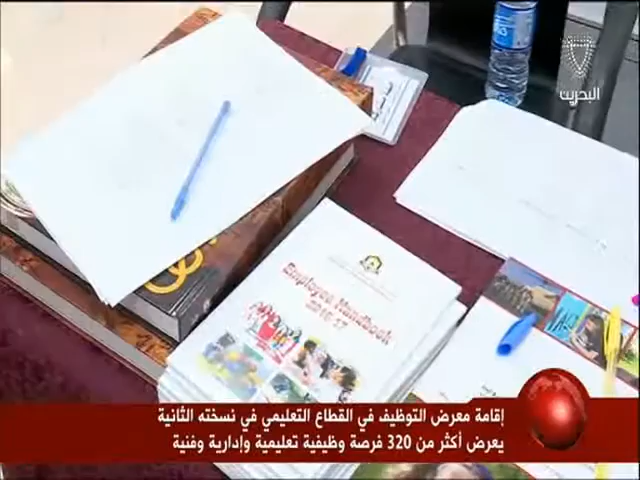 البحرين
Employee Handbook
2016-17
إقامة معرض التوظيف في القطاع التعليمي في نسخته الثانية
يعرض أكثر من 320 فرصة وظيفية تعليمية وإدارية وفنية